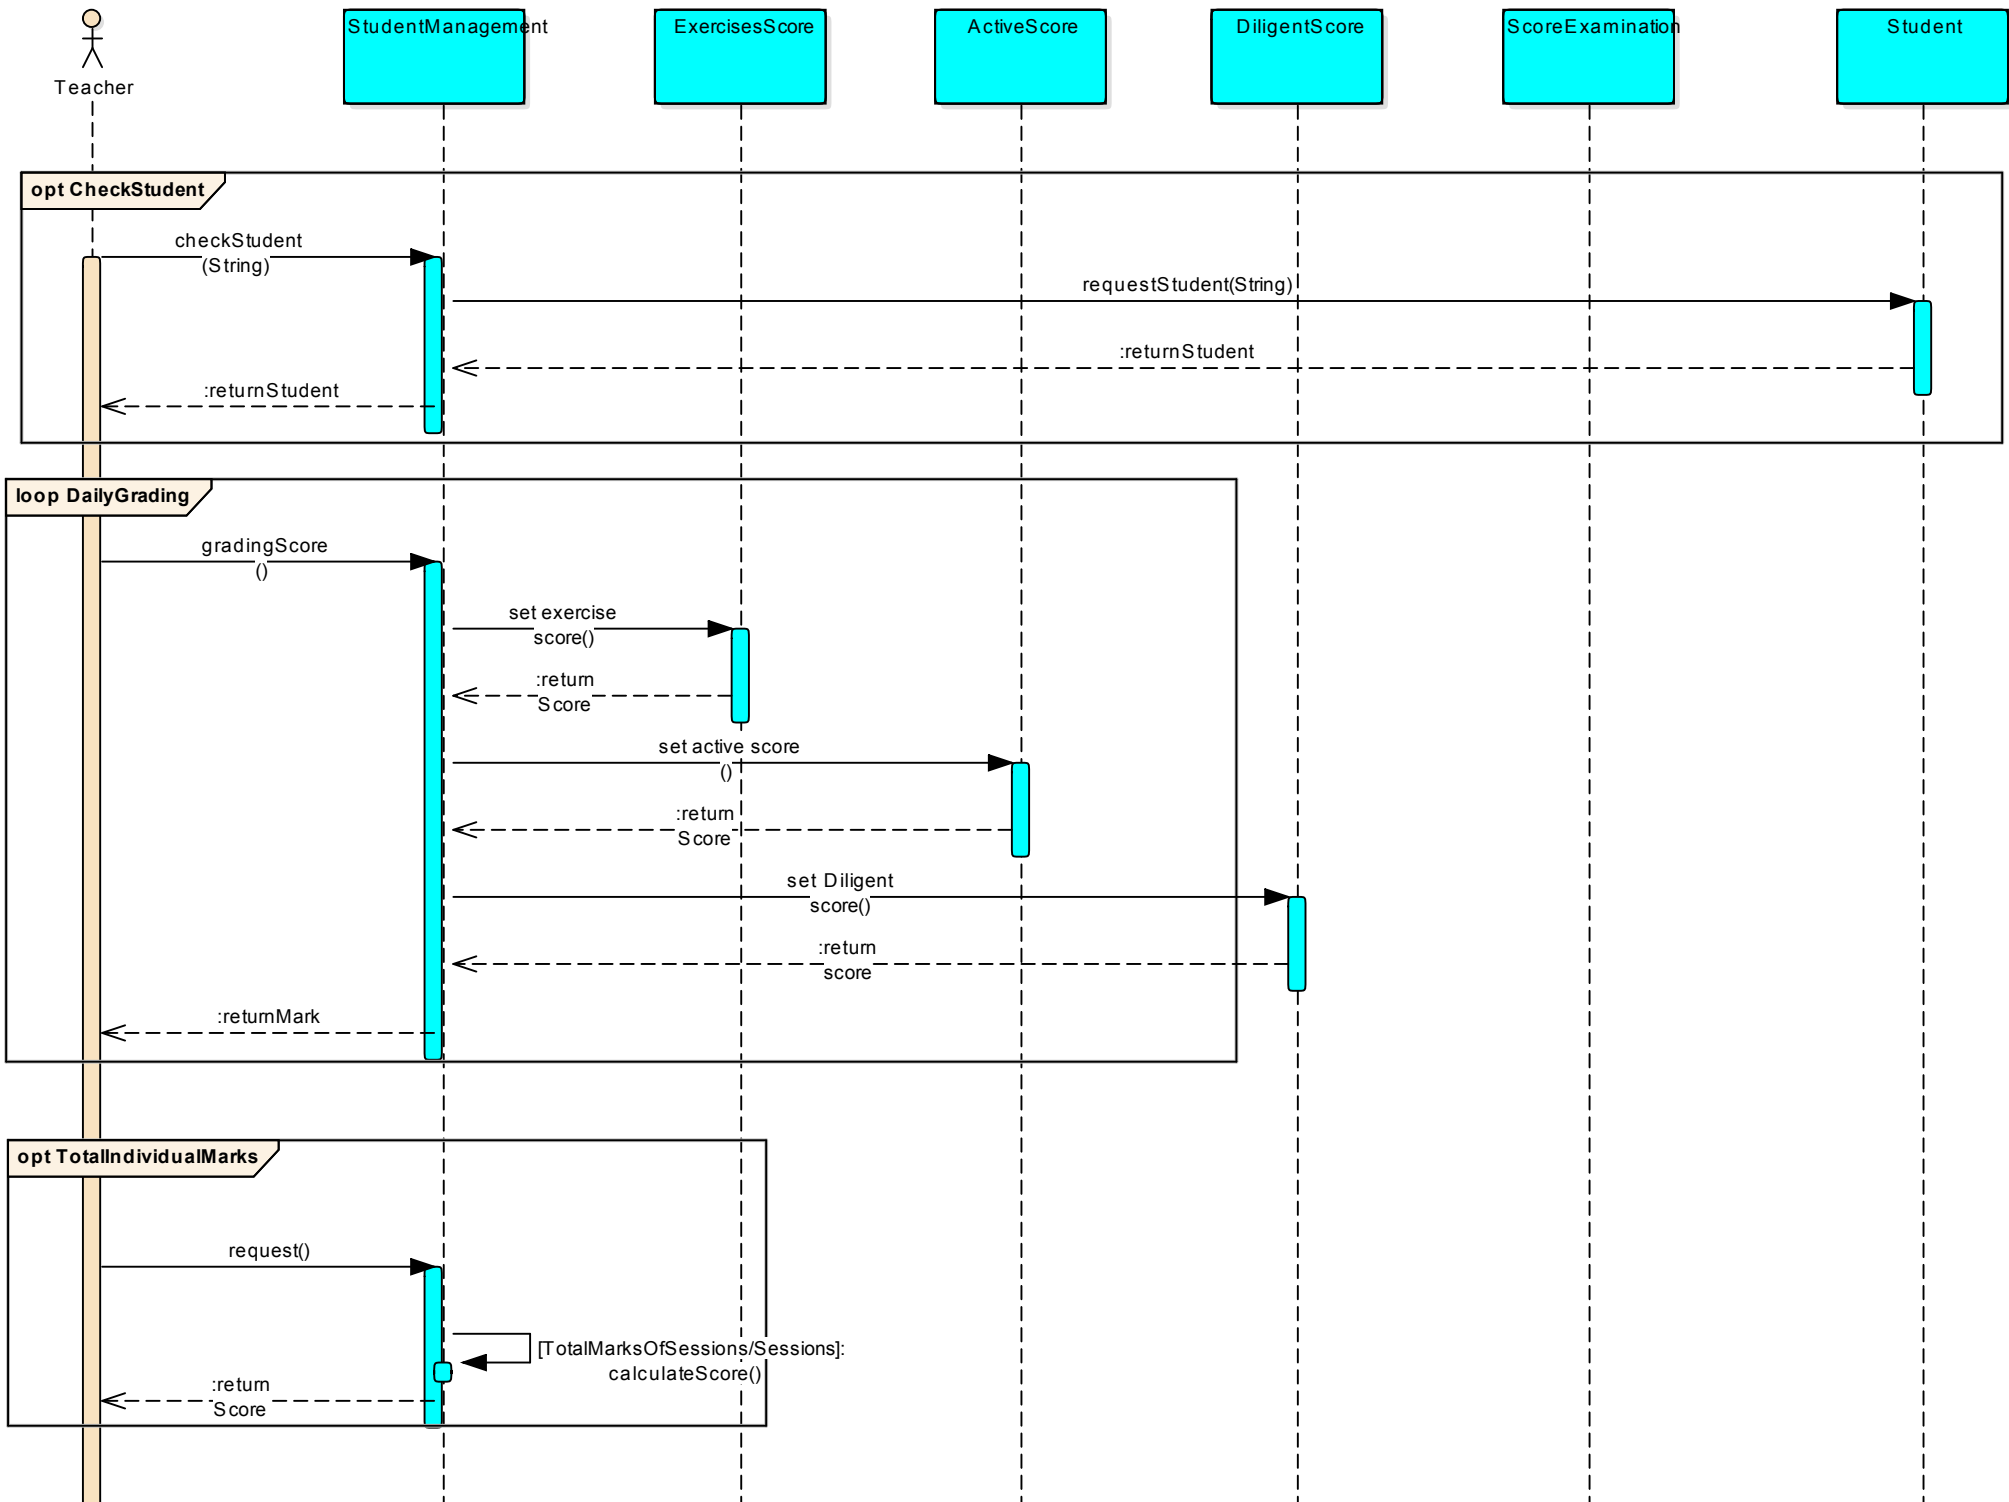 Teacher
StudentManagement
ExercisesScore
ActiveScore
DiligentScore
ScoreExamination
Student
opt CheckStudent
checkStudent
(String)
requestStudent(String)
:returnStudent
:returnStudent
loop DailyGrading
gradingScore
()
set exercise
score()
:return
Score
set active score
()
:return
Score
set Diligent
score()
:return
score
:returnMark
opt TotalIndividualMarks
request()
[TotalMarksOfSessions/Sessions]:
calculateScore()
:return
Score